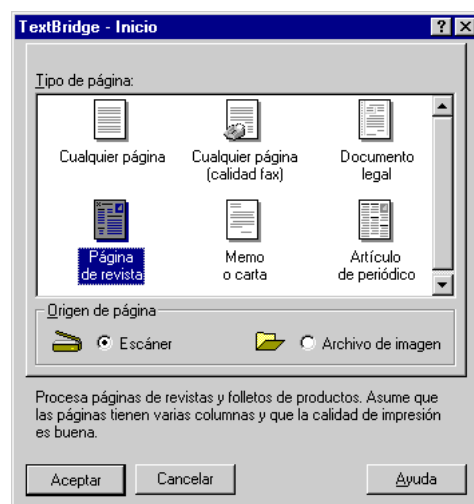 TextBridge - Inicio
Tipo de página:
Cualquier página
Cualquier página
(calidad fax)
Documento
legal
Página
de revista
Memo
o carta
Artículo
de periódico
Origen de página
Escáner
Archivo de imagen
Procesa páginas de revistas y folletos de productos. Asume que
las páginas tienen varias columnas y que la calidad de impresión
es buena.
Aceptar
Cancelar
Ayuda